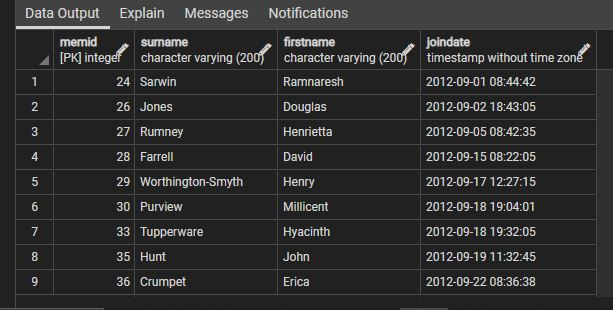 Data Output Explain Messages Notifications
memid surname firstname joindate
[PK] integer character varying (200) character varying (200) timestamp without time zone
1 24 Sarwin Ramnaresh 2012-09-01 08:44:42
2 26 Jones Douglas 2012-09-02 18:43:05
3 27 Rumney Henrietta 2012-09-05 08:42:35
4 28 Farrell David 2012-09-15 08:22:05
5 29 Worthington-Smyth Henry 2012-09-17 12:27:15
6 30 Purview Millicent 2012-09-18 19:04:01
7 33 Tupperware Hyacinth 2012-09-18 19:32:05
8 35 Hunt John 2012-09-19 11:32:45
9 36 Crumpet Erica 2012-09-22 08:36:38